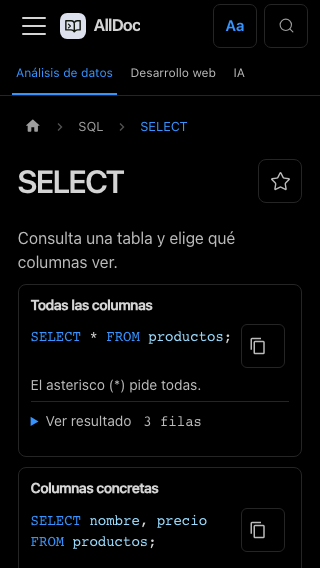 AllDoc
Aa
Análisis de datos
Desarrollo web
IA
SQL
SELECT
SELECT
Consulta una tabla y elige qué
columnas ver.
Todas las columnas
SELECT * FROM productos;
El asterisco (*) pide todas.
Ver resultado 3 filas
Columnas concretas
SELECT nombre, precio
FROM productos;